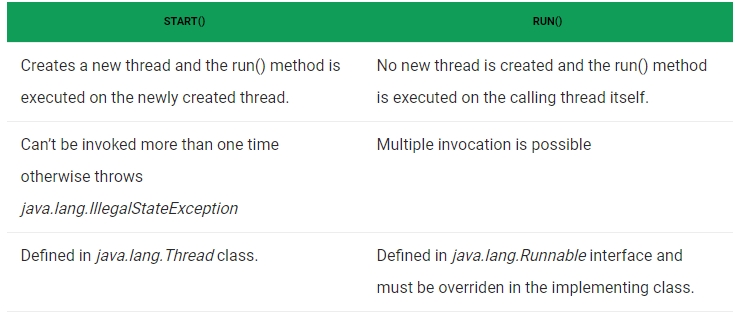 START()
RUN()
Creates a new thread and the run() method is
executed on the newly created thread.
No new thread is created and the run() method
is executed on the calling thread itself.
Can't be invoked more than one time
otherwise throws
java.lang.IllegalStateException
Multiple invocation is possible
Defined in java.lang.Thread class.
Defined in java.lang.Runnable interface and
must be overriden in the implementing class.